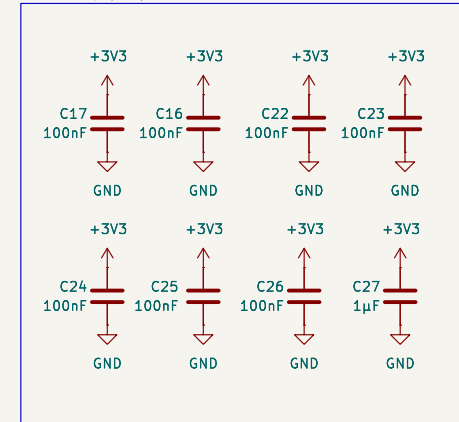 +3V3 +3V3 +3V3 +3V3
C17 C16 C22 C23
100nF 100nF 100nF 100nF
GND GND GND GND
+3V3 +3V3 +3V3 +3V3
C24 C25 C26 C27
100nF 100nF 100nF 1µF
GND GND GND GND